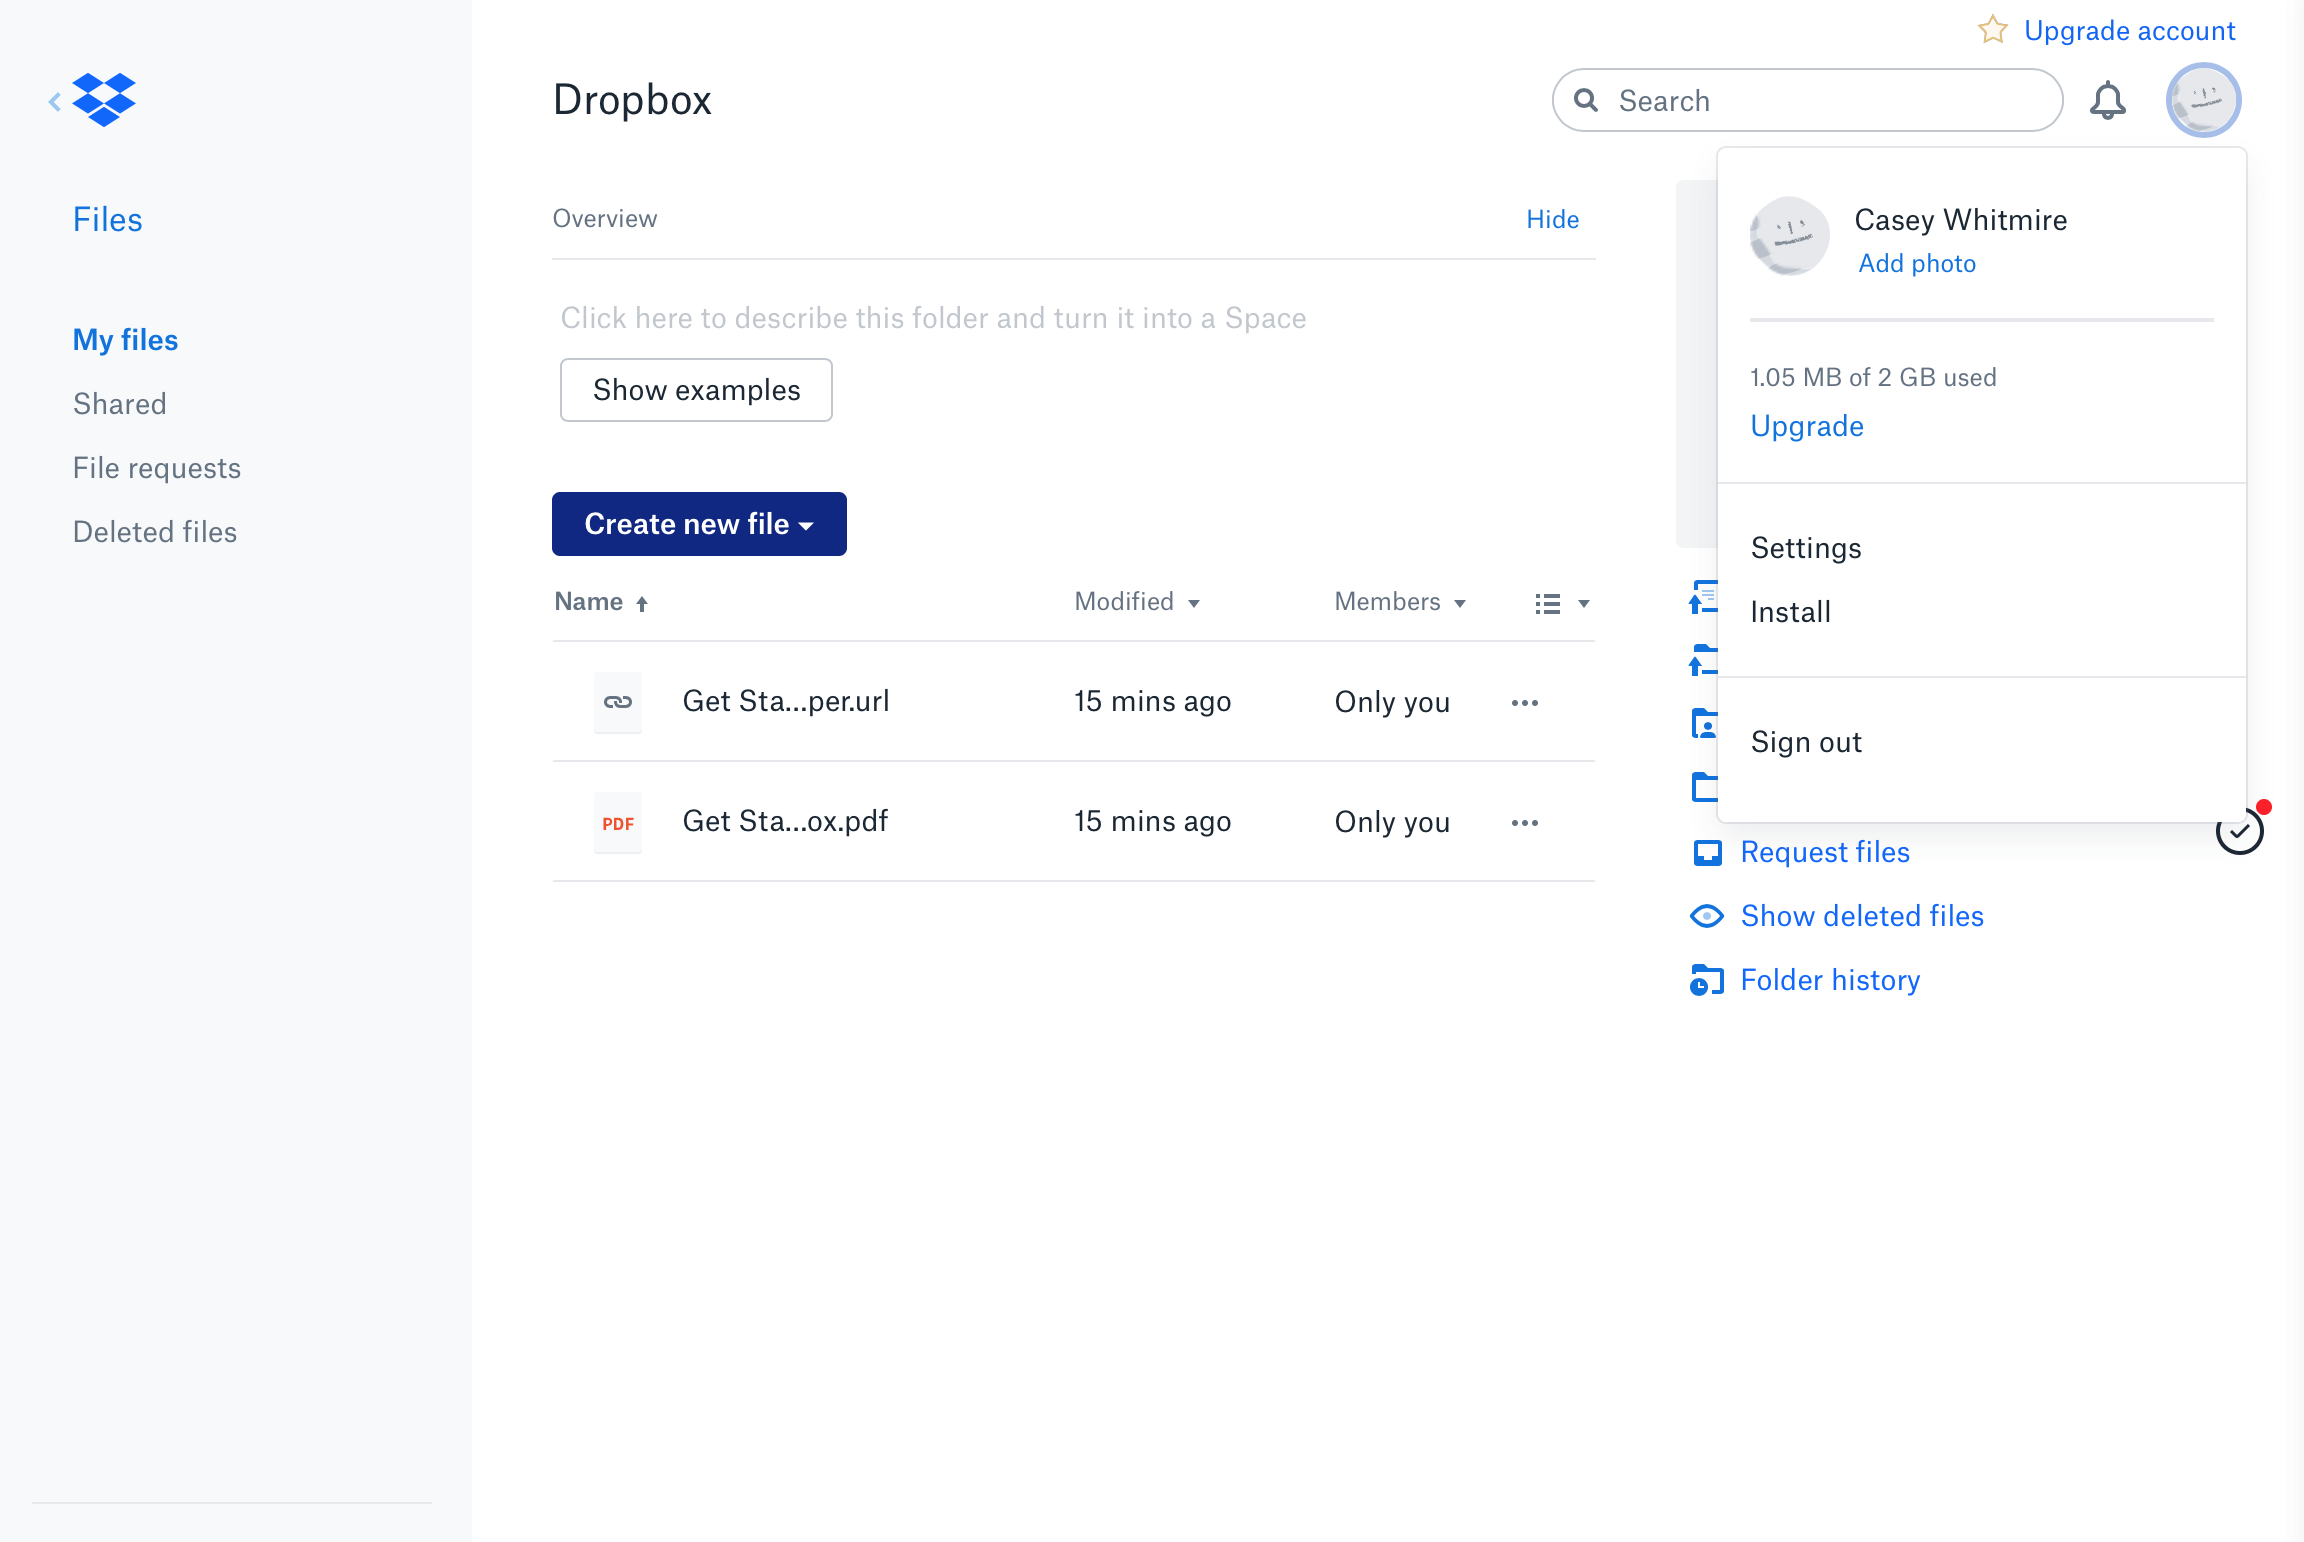 Upgrade account
Dropbox
Search
Files
My files
Shared
File requests
Deleted files
Overview
Hide
Click here to describe this folder and turn it into a Space
Show examples
Create new file
Name
Modified
Members
Get Sta...per.url
15 mins ago
Only you
PDF
Get Sta...ox.pdf
15 mins ago
Only you
Casey Whitmire
Add photo
1.05 MB of 2 GB used
Upgrade
Settings
Install
Sign out
Request files
Show deleted files
Folder history